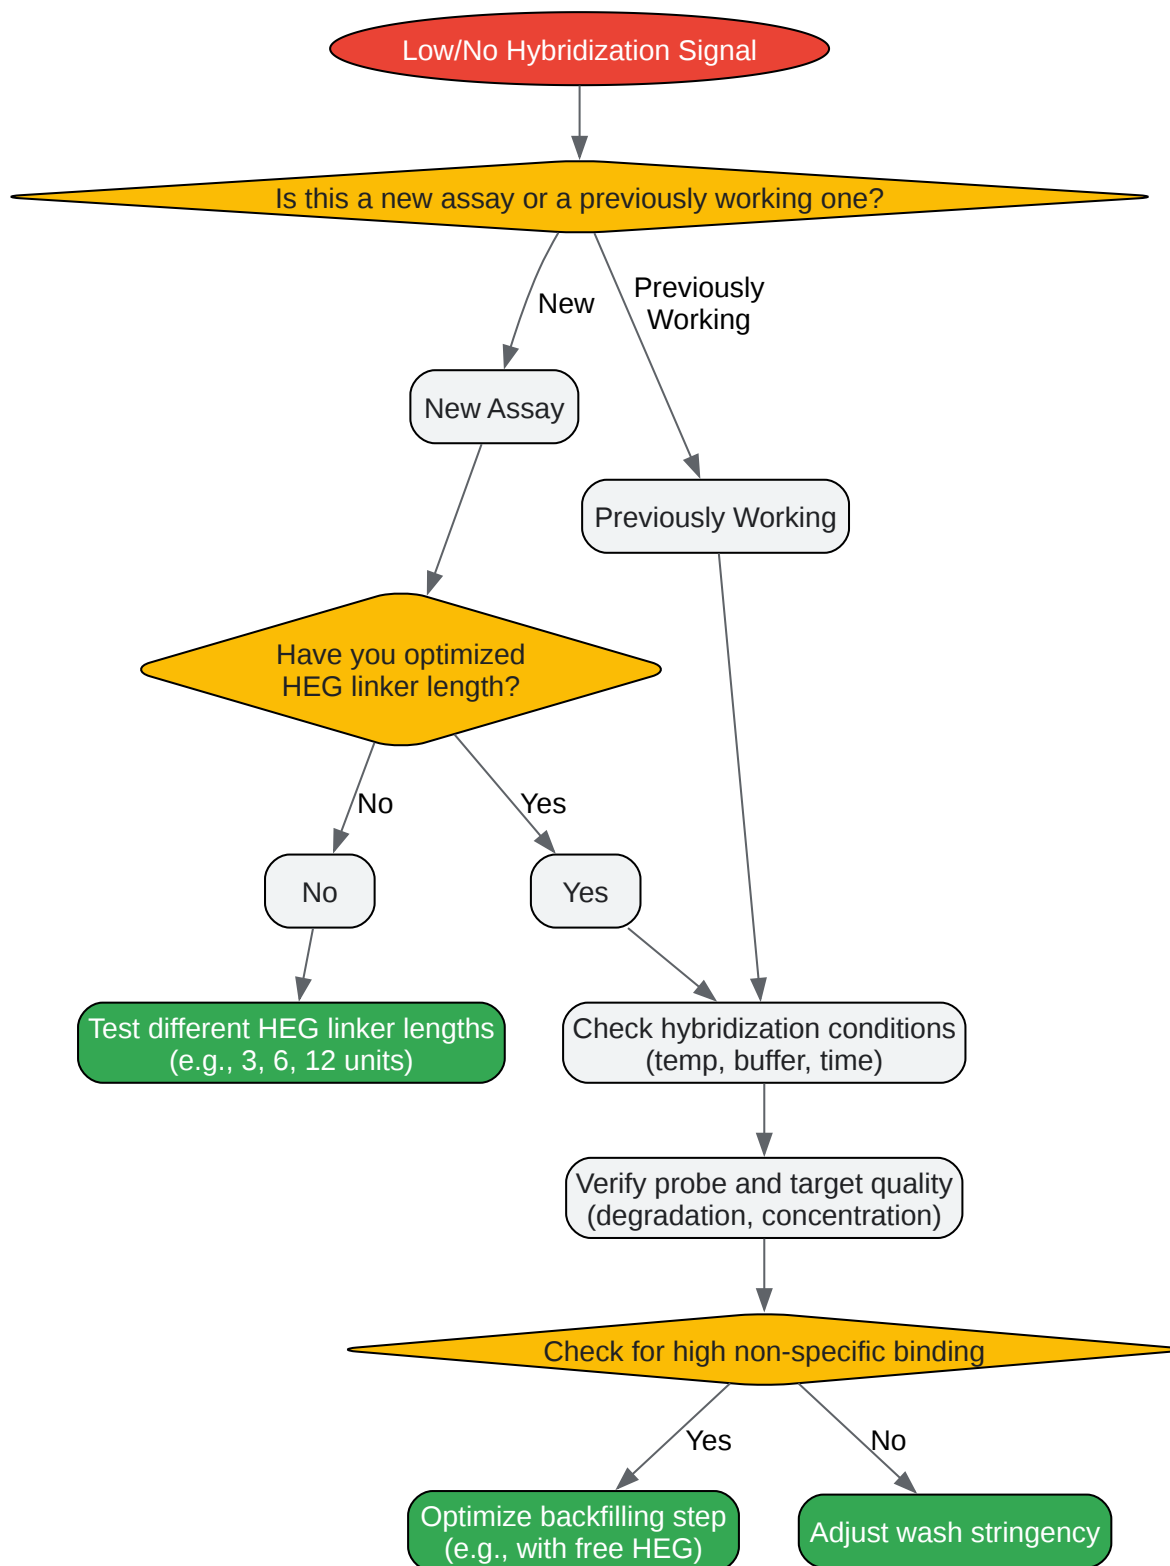 Low/No Hybridization Signal
Is this a new assay or a previously working one?
New
Previously
Working
New Assay
Previously Working
Have you optimized
HEG linker length?
No
Yes
No
Yes
Test different HEG linker lengths
(e.g., 3, 6, 12 units)
Check hybridization conditions
(temp, buffer, time)
Verify probe and target quality
(degradation, concentration)
Check for high non-specific binding
Yes
No
Optimize backfilling step
(e.g., with free HEG)
Adjust wash stringency